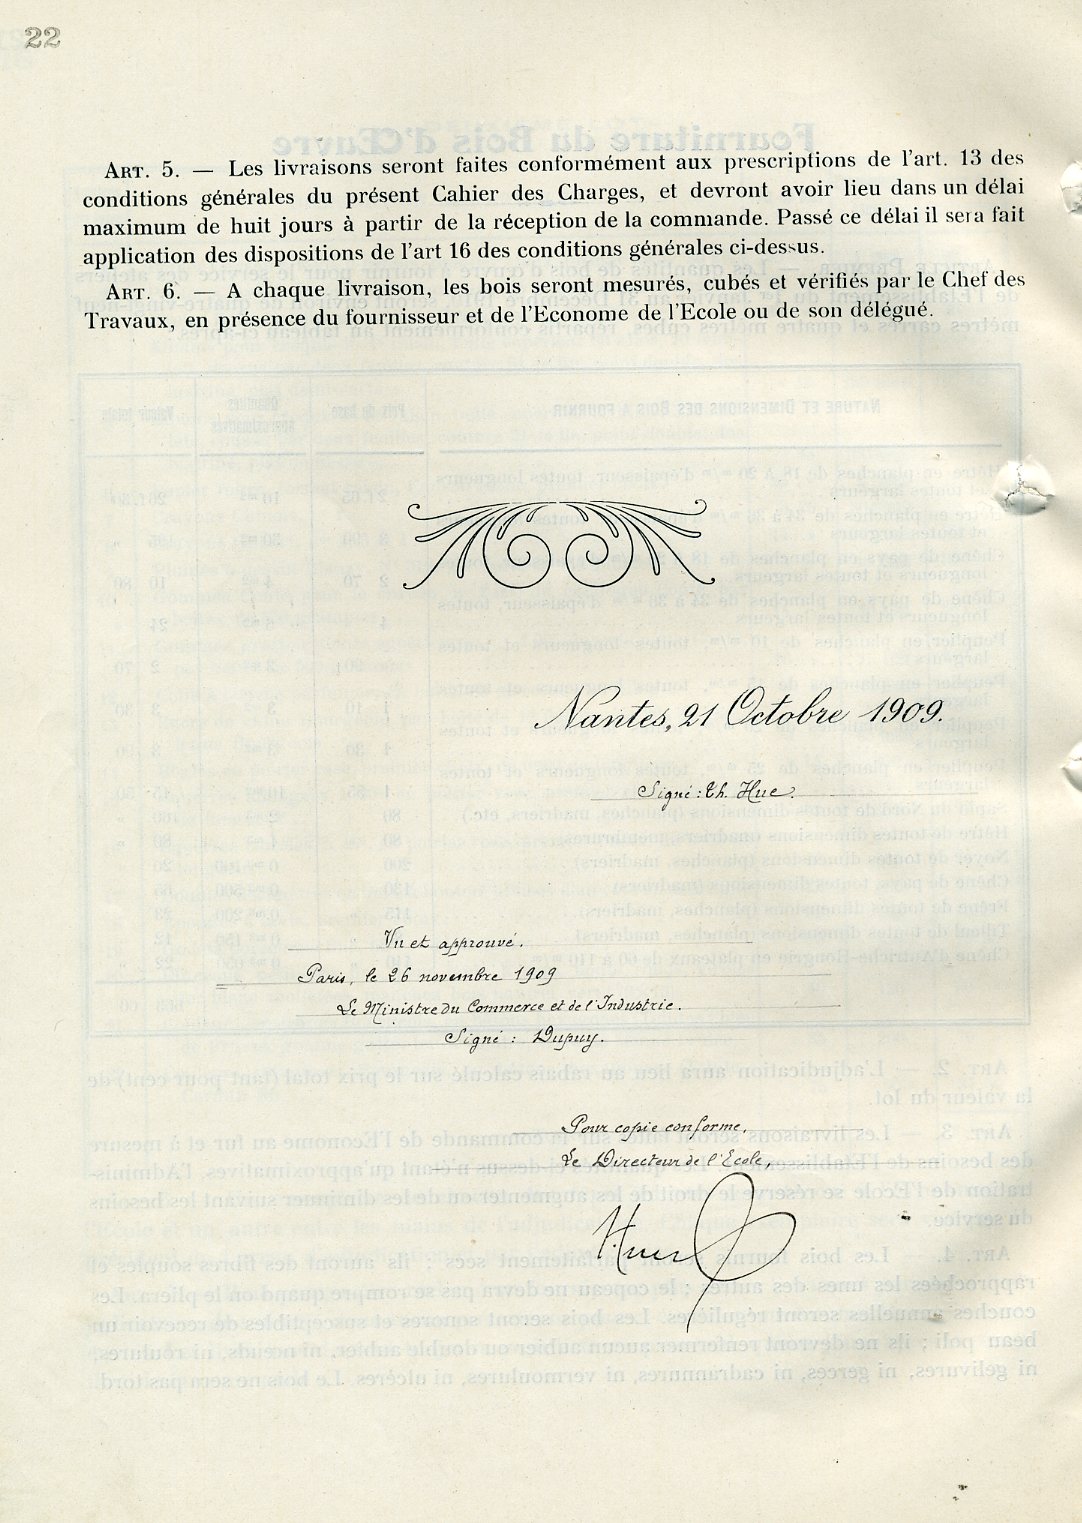 22
ART. 5. — Les livraisons seront faites conformément aux prescriptions de l'art. 13 des
conditions générales du présent Cahier des Charges, et devront avoir lieu dans un délai
maximum de huit jours à partir de la réception de la commande. Passé ce délai il sera fait
application des dispositions de l'art 16 des conditions générales ci-dessus.
ART. 6. — A chaque livraison, les bois seront mesurés, cubés et vérifiés par le Chef des
Travaux, en présence du fournisseur et de l'Econome de l'Ecole ou de son délégué.
Nantes, 21 Octobre 1909.
Signé : Th. Hue.
Vu et approuvé.
Paris, le 26 novembre 1909
Le Ministre du Commerce et de l'Industrie.
Signé : Dupuy.
Pour copie conforme,
Le Directeur de l'Ecole,